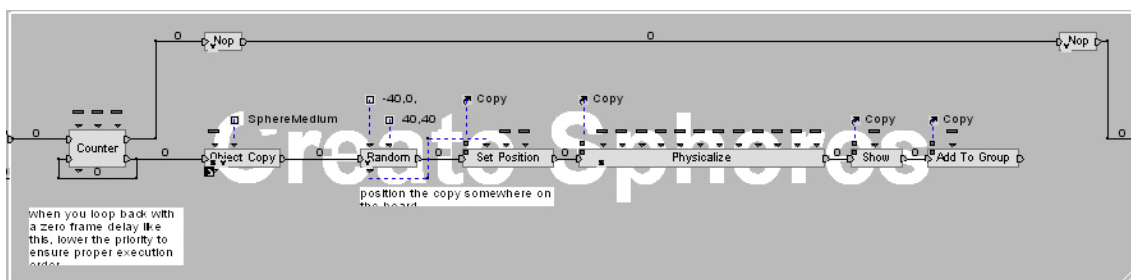 0
Nop
0
Nop
-40,0,
Copy
Copy
0
SphereMedium
40,40
Copy
Copy
0
Counter
0
Object Copy
0
Random
0
Set Position
0
Physicalize
0
Show
0
Add To Group
0
Create Spheres
position the copy somewhere on
the board
when you loop back with
a zero frame delay like
this, lower the priority to
ensure proper execution
order